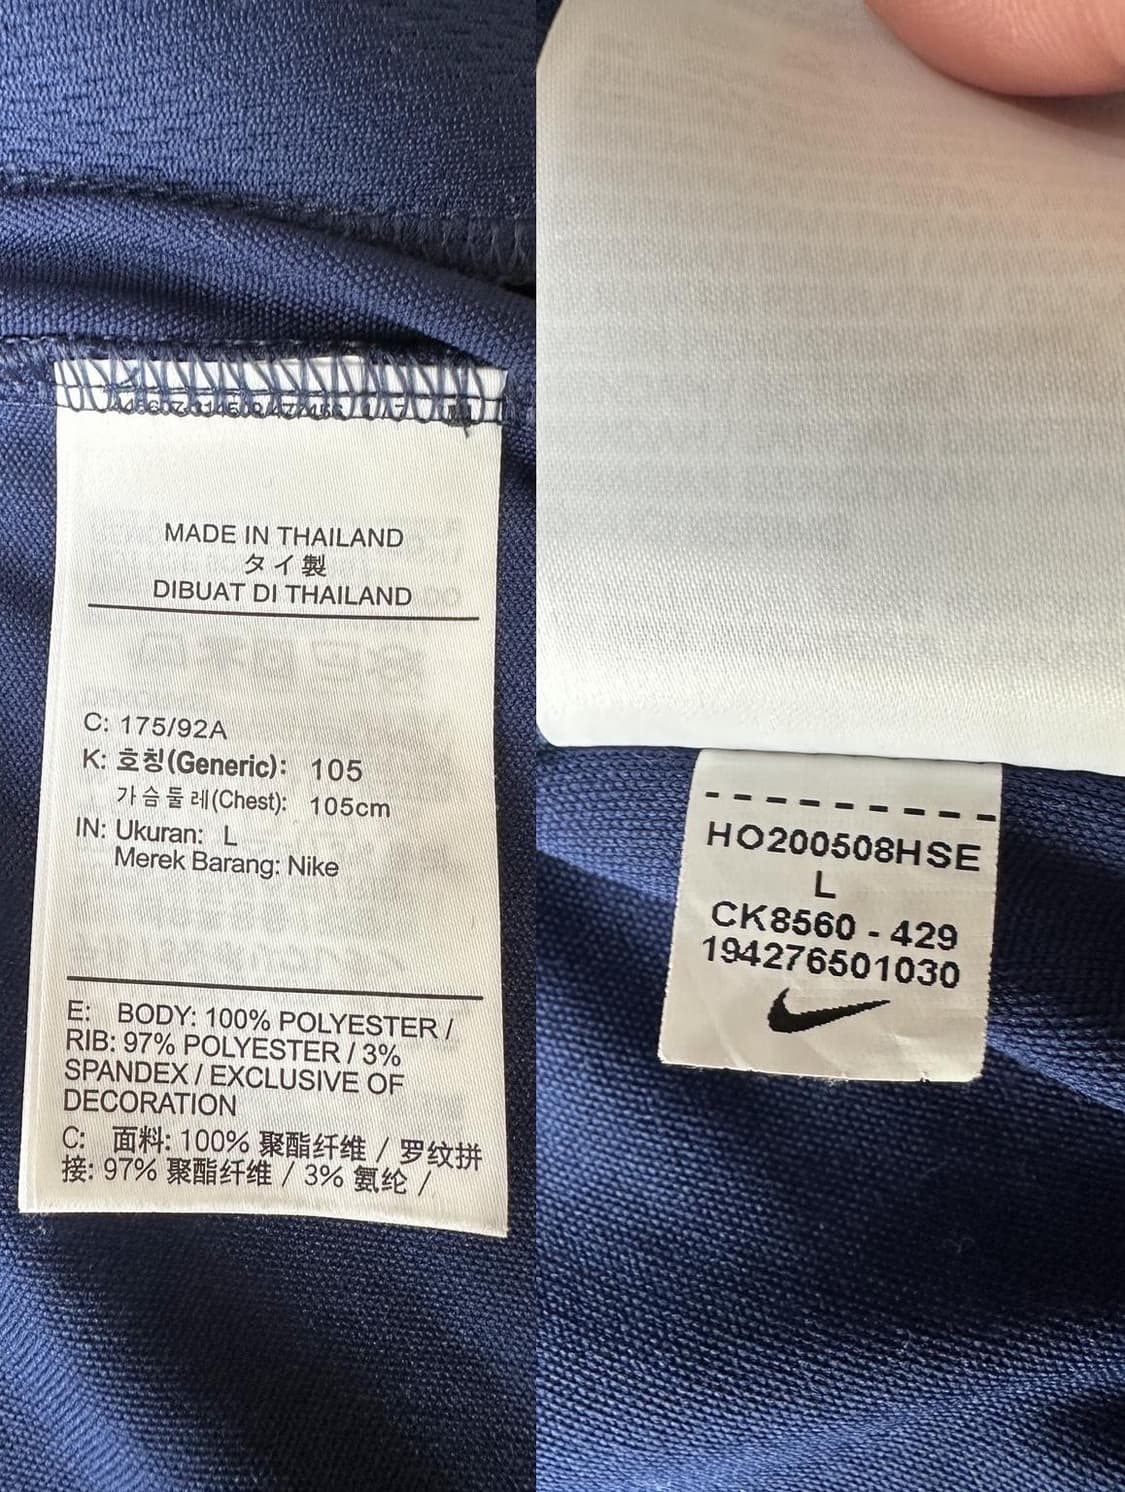 MADE IN THAILAND
タイ製
DIBUAT DI THAILAND
C: 175/92A
K: 호칭(Generic): 105
가슴둘레(Chest): 105cm
IN: Ukuran: L
Merek Barang: Nike
E: BODY: 100% POLYESTER /
RIB: 97% POLYESTER / 3%
SPANDEX / EXCLUSIVE OF
DECORATION
C: 面料: 100% 聚酯纤维 / 罗纹拼
接: 97% 聚酯纤维 / 3% 氨纶 /
HO200508HSE
L
CK8560 - 429
194276501030